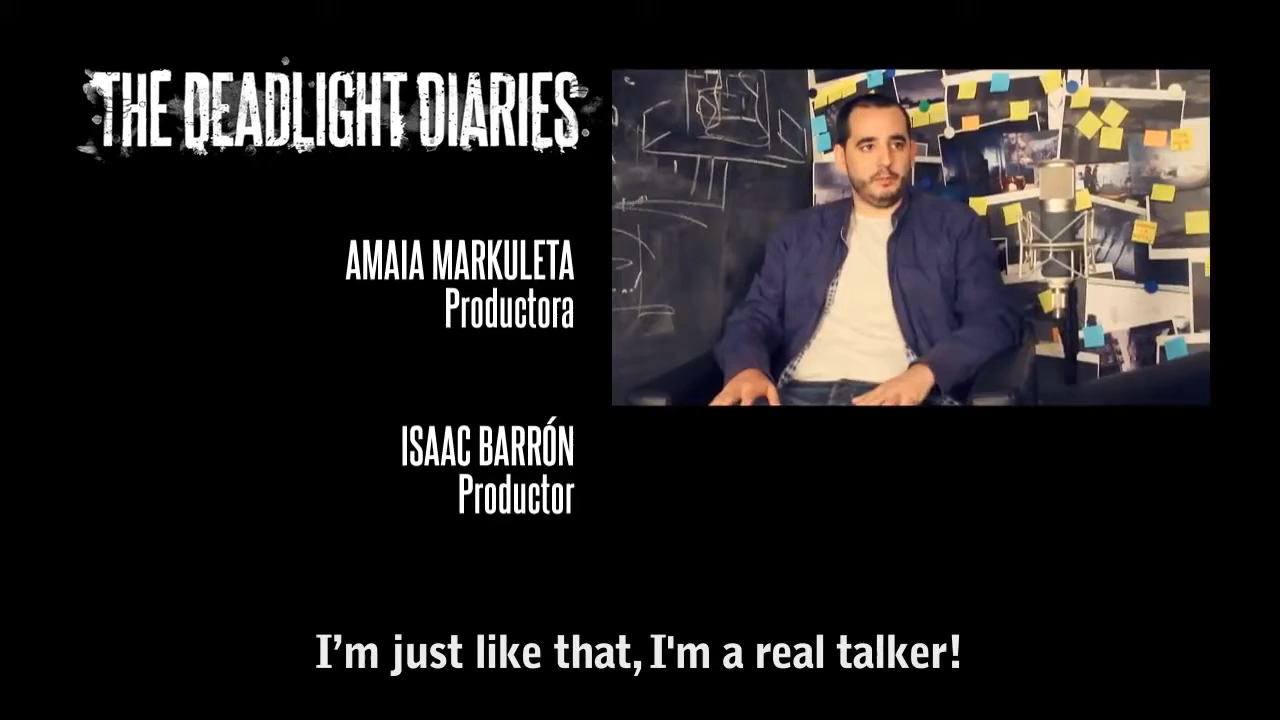 THE DEADLIGHT DIARIES
AMAIA MARKULETA
Productora
ISAAC BARRÓN
Productor
I’m just like that, I'm a real talker!